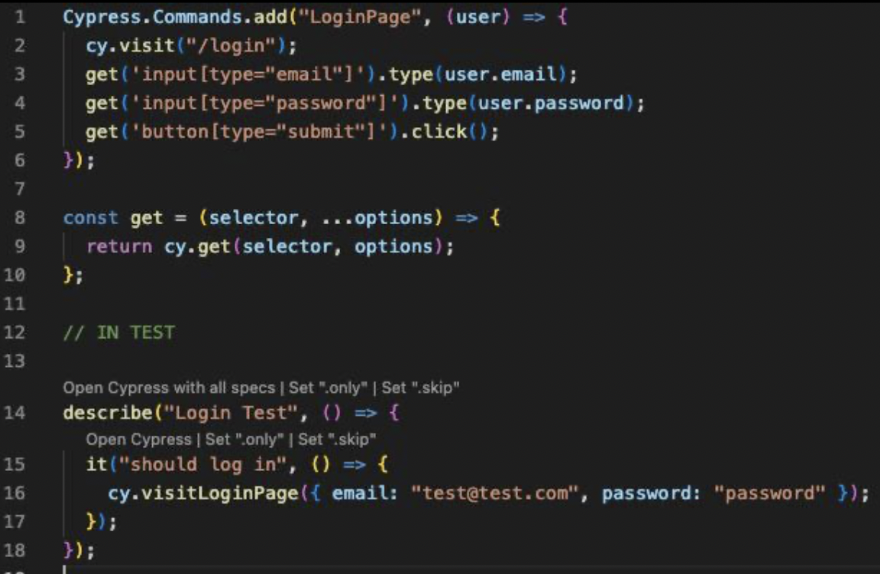 1 Cypress.Commands.add("LoginPage", (user) => {
2 cy.visit("/login");
3 get('input[type="email"]').type(user.email);
4 get('input[type="password"]').type(user.password);
5 get('button[type="submit"]').click();
6 });
7
8 const get = (selector, ...options) => {
9 return cy.get(selector, options);
10 };
11
12 // IN TEST
13
Open Cypress with all specs | Set ".only" | Set ".skip"
14 describe("Login Test", () => {
Open Cypress | Set ".only" | Set ".skip"
15 it("should log in", () => {
16 cy.visitLoginPage({ email: "test@test.com", password: "password" });
17 });
18 });